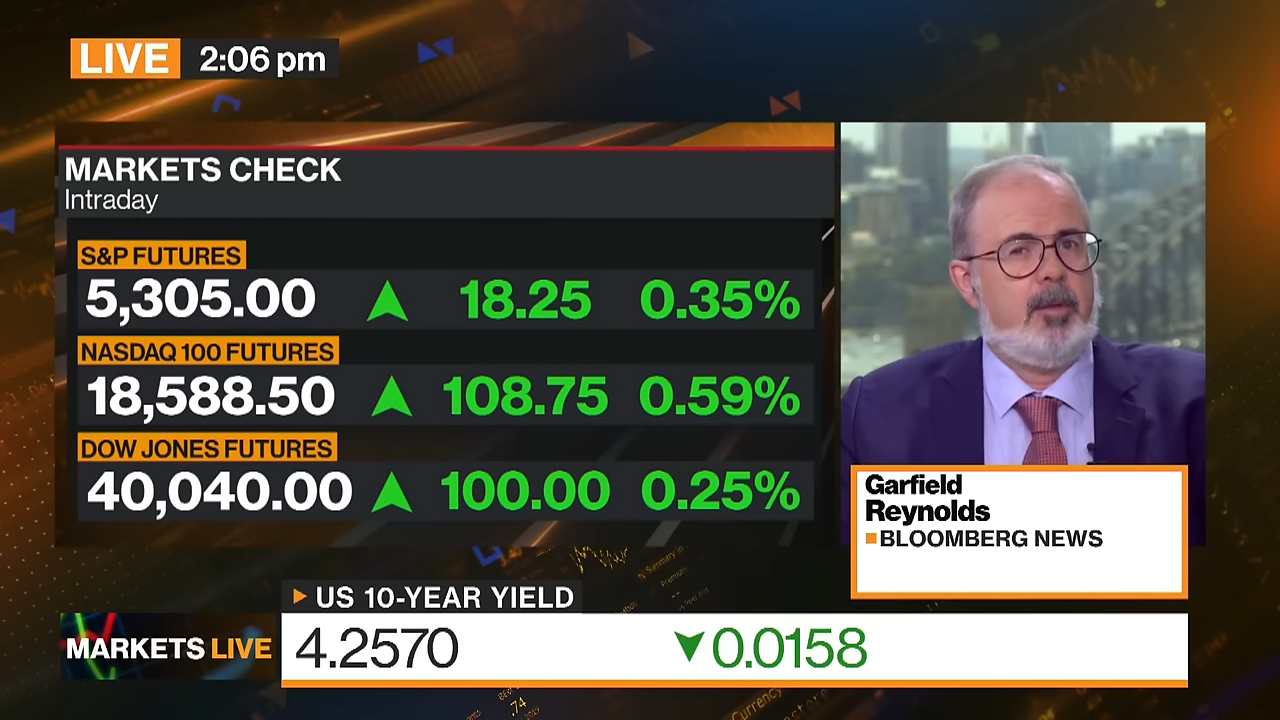 LIVE 2:06 pm
MARKETS CHECK
Intraday
S&P FUTURES
5,305.00 ▲ 18.25 0.35%
NASDAQ 100 FUTURES
18,588.50 ▲ 108.75 0.59%
DOW JONES FUTURES
40,040.00 ▲ 100.00 0.25%
Garfield
Reynolds
BLOOMBERG NEWS
US 10-YEAR YIELD
MARKETS LIVE 4.2570 ▼ 0.0158
Currency
.74